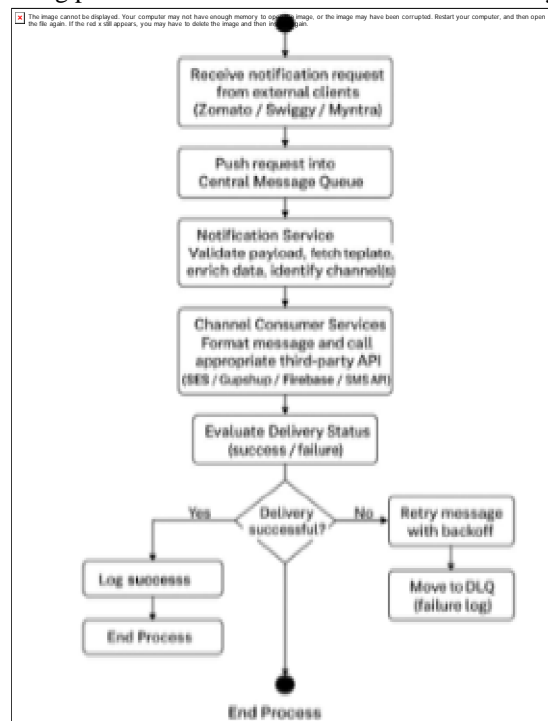 The image cannot be displayed. Your computer may not have enough memory to open the image, or the image may have been corrupted. Restart your computer, and then open
the file again. If the red x still appears, you may have to delete the image and then insert it again.
Receive notification request
from external clients
(Zomato / Swiggy / Myntra)
Push request into
Central Message Queue
Notification Service
Validate payload, fetch teplate,
enrich data, identify channel(s)
Channel Consumer Services
Format message and call
appropriate third-party API
(SES / Gupshup / Firebase / SMS API)
Evaluate Delivery Status
(success / failure)
Yes
Delivery
successful?
No
Retry message
with backoff
Log successs
Move to DLQ
(failure log)
End Process
End Process